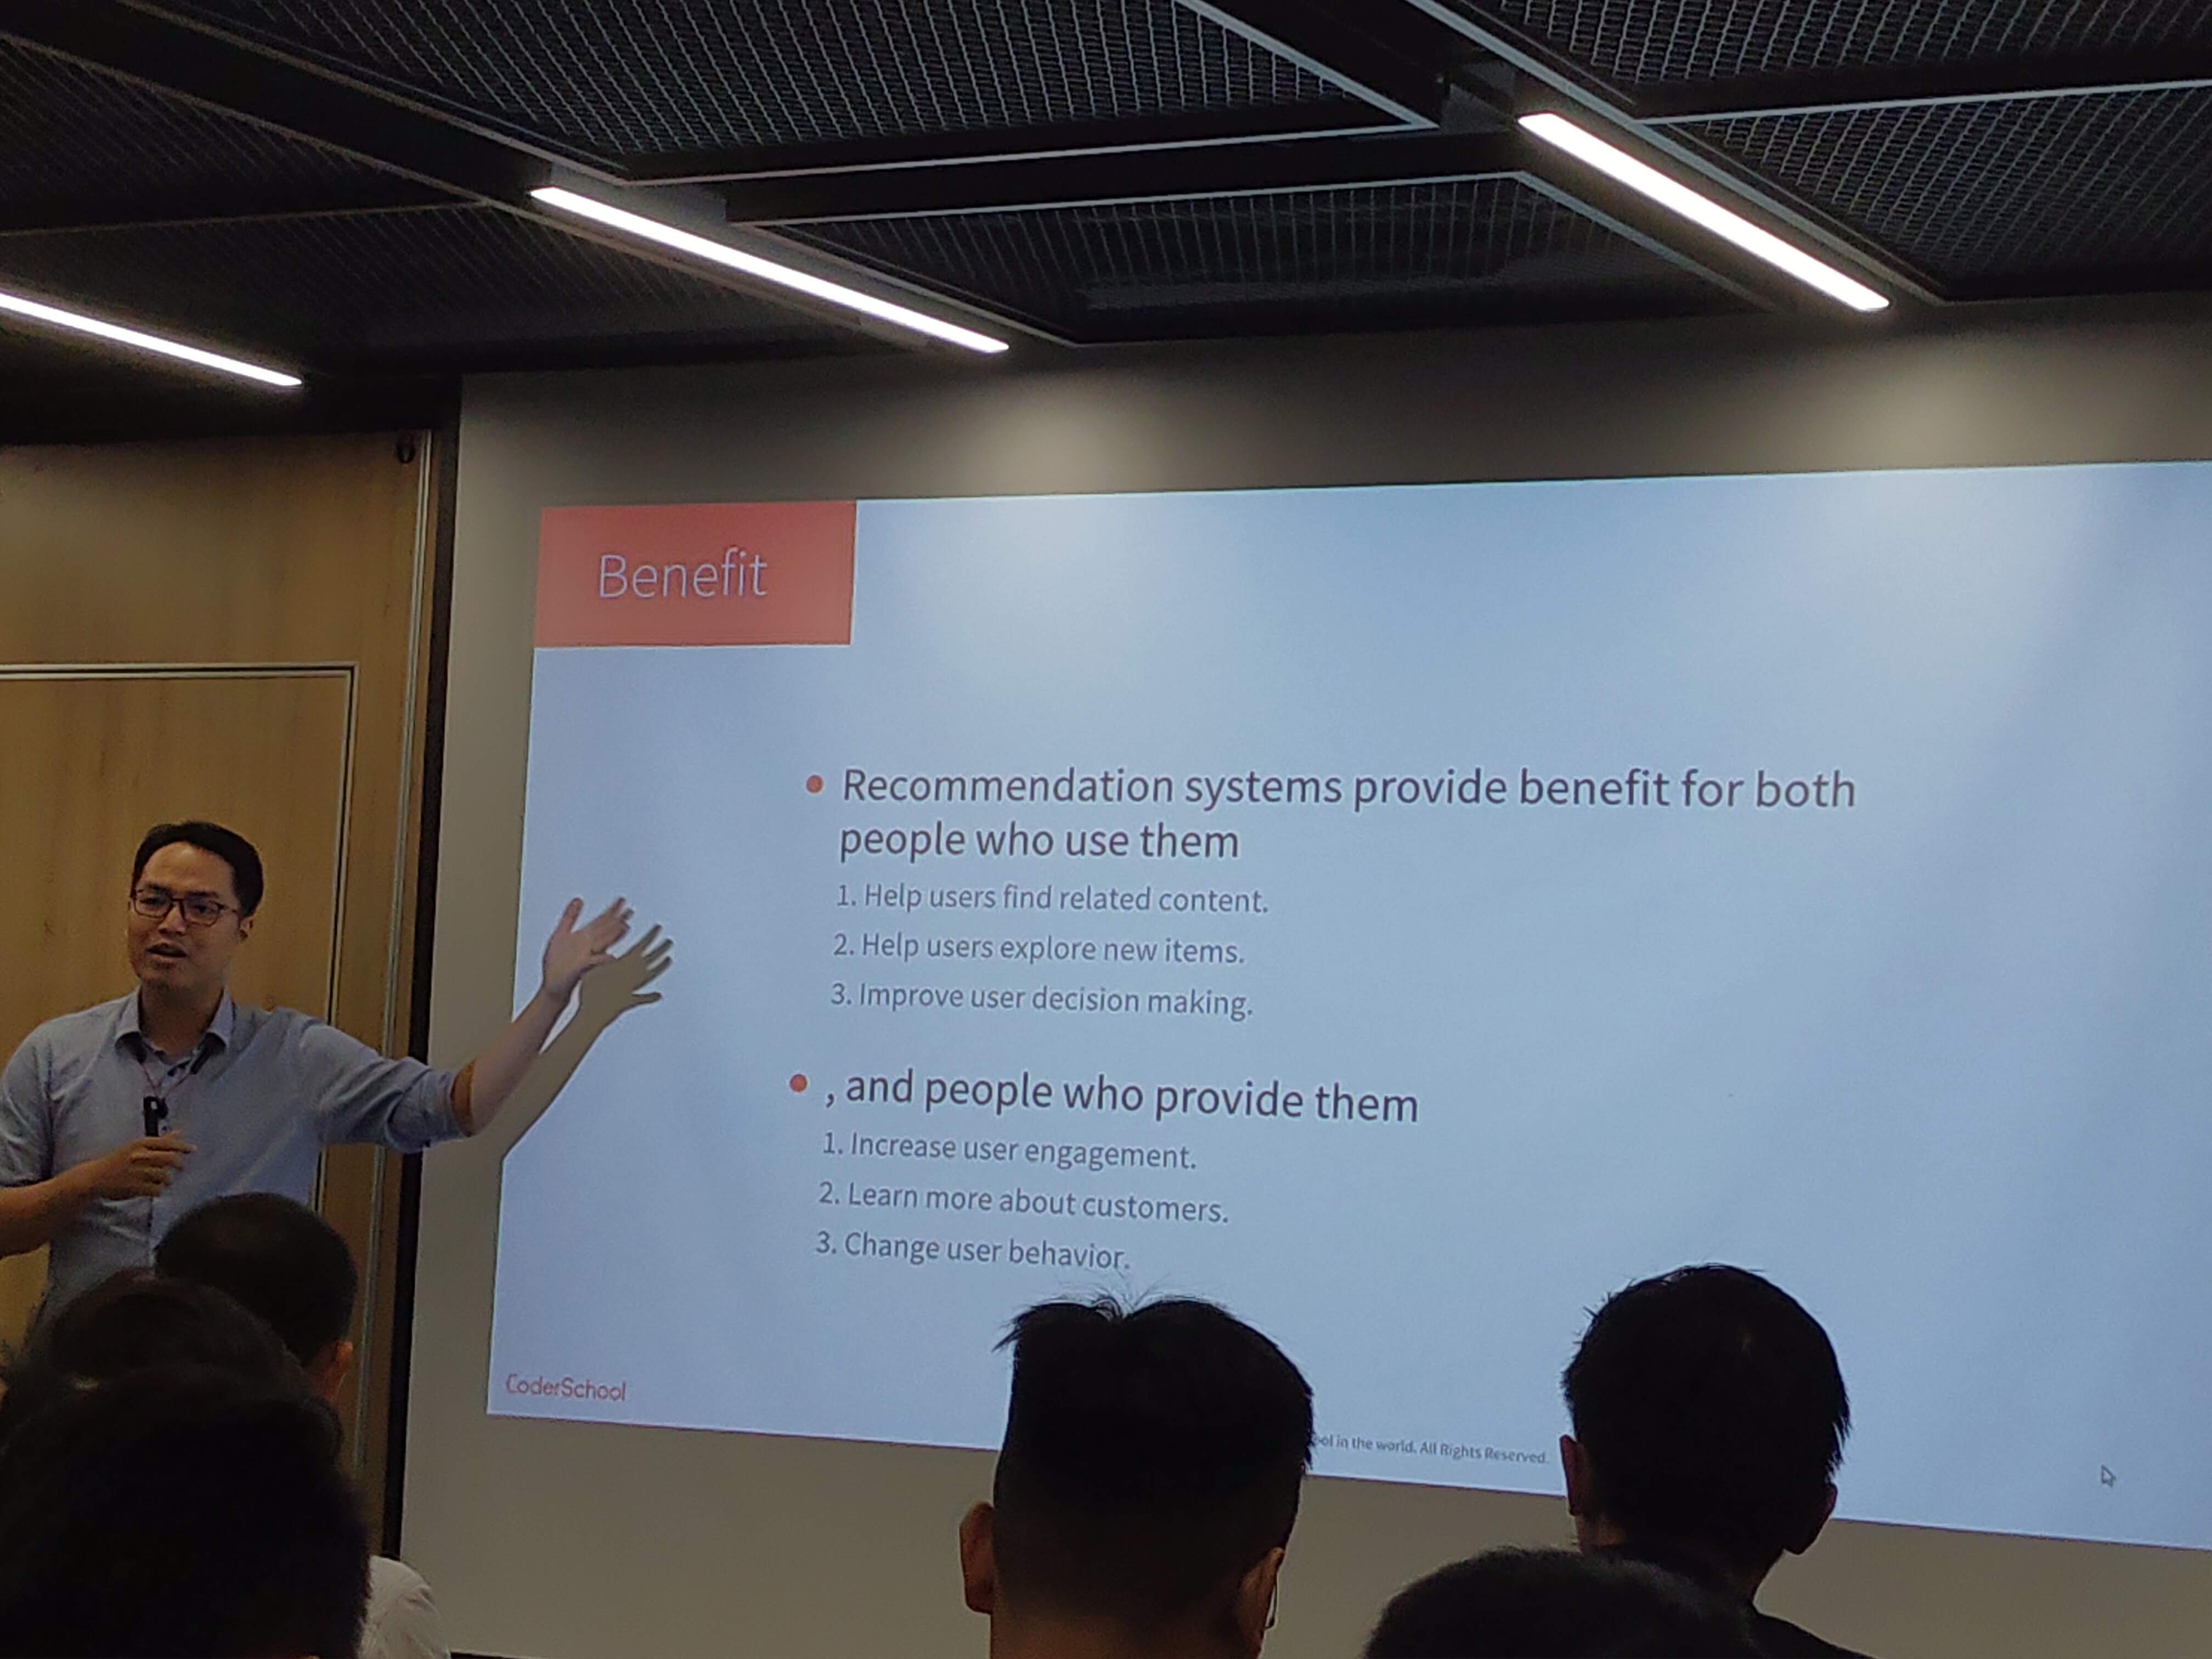 Benefit
Recommendation systems provide benefit for both
people who use them
1. Help users find related content.
2. Help users explore new items.
3. Improve user decision making.
, and people who provide them
1. Increase user engagement.
2. Learn more about customers.
3. Change user behavior.
CoderSchool
in the world. All Rights Reserved.